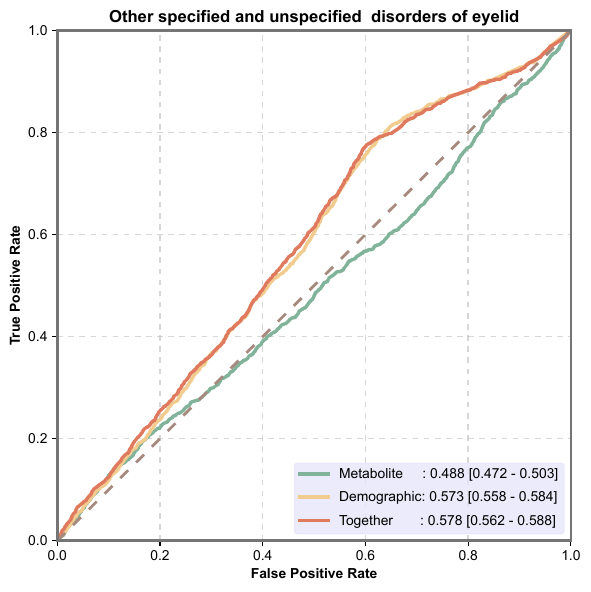 Other specified and unspecified  disorders of eyelid
1.0
0.8
0.6
0.4
0.2
0.0
True Positive Rate
Metabolite : 0.488 [0.472 - 0.503]
Demographic: 0.573 [0.558 - 0.584]
Together : 0.578 [0.562 - 0.588]
0.0 0.2 0.4 0.6 0.8 1.0
False Positive Rate